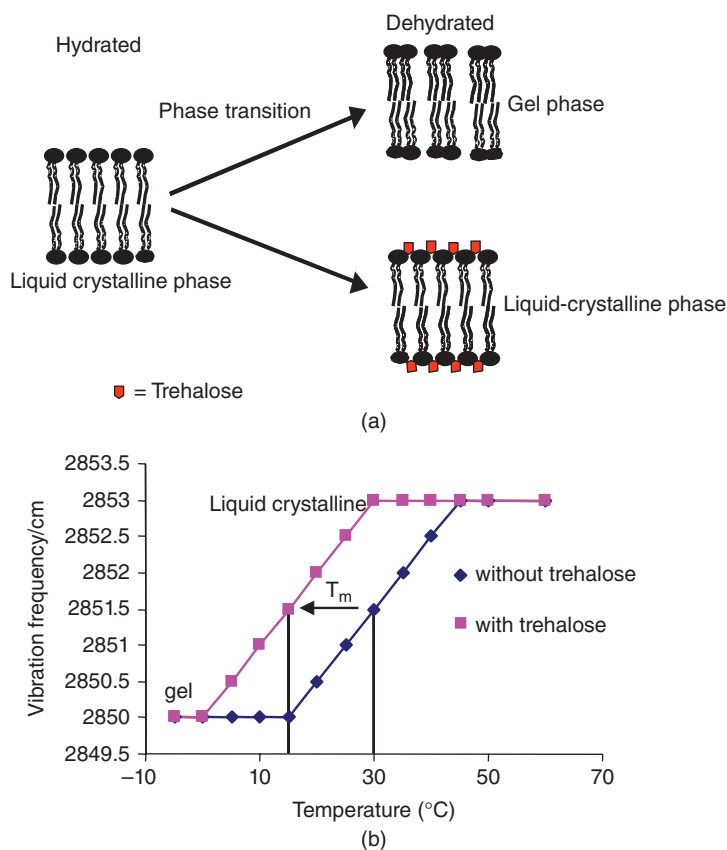 Hydrated
Dehydrated
Phase transition
Gel phase
Liquid crystalline phase
Liquid-crystalline phase
= Trehalose
(a)
2853.5
2853
2852.5
2852
2851.5
2851
2850.5
2850
2849.5
Vibration frequency/cm
Liquid crystalline
Tm
gel
without trehalose
with trehalose
–10
10
30
50
70
Temperature (°C)
(b)